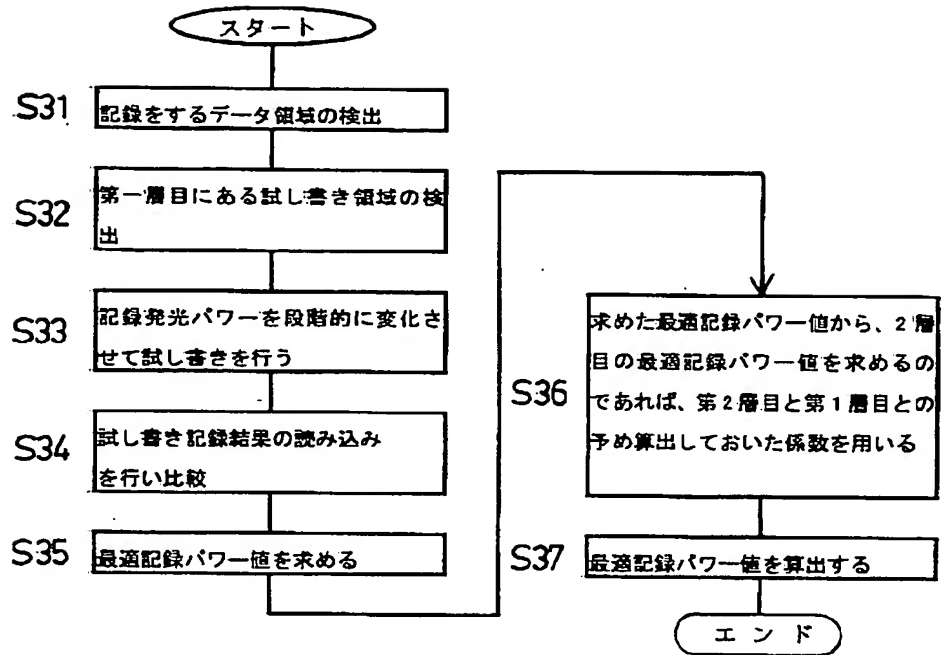 スタート
S31
記録をするデータ領域の検出
S32
第一層目にある試し書き領域の検
出
S33
記録発光パワーを段階的に変化さ
せて試し書きを行う
S34
試し書き記録結果の読み込み
を行い比較
S35
最適記録パワー値を求める
S36
求めた最適記録パワー値から、2層
目の最適記録パワー値を求めるの
であれば、第2層目と第1層目との
予め算出しておいた係数を用いる
S37
最適記録パワー値を算出する
エンド